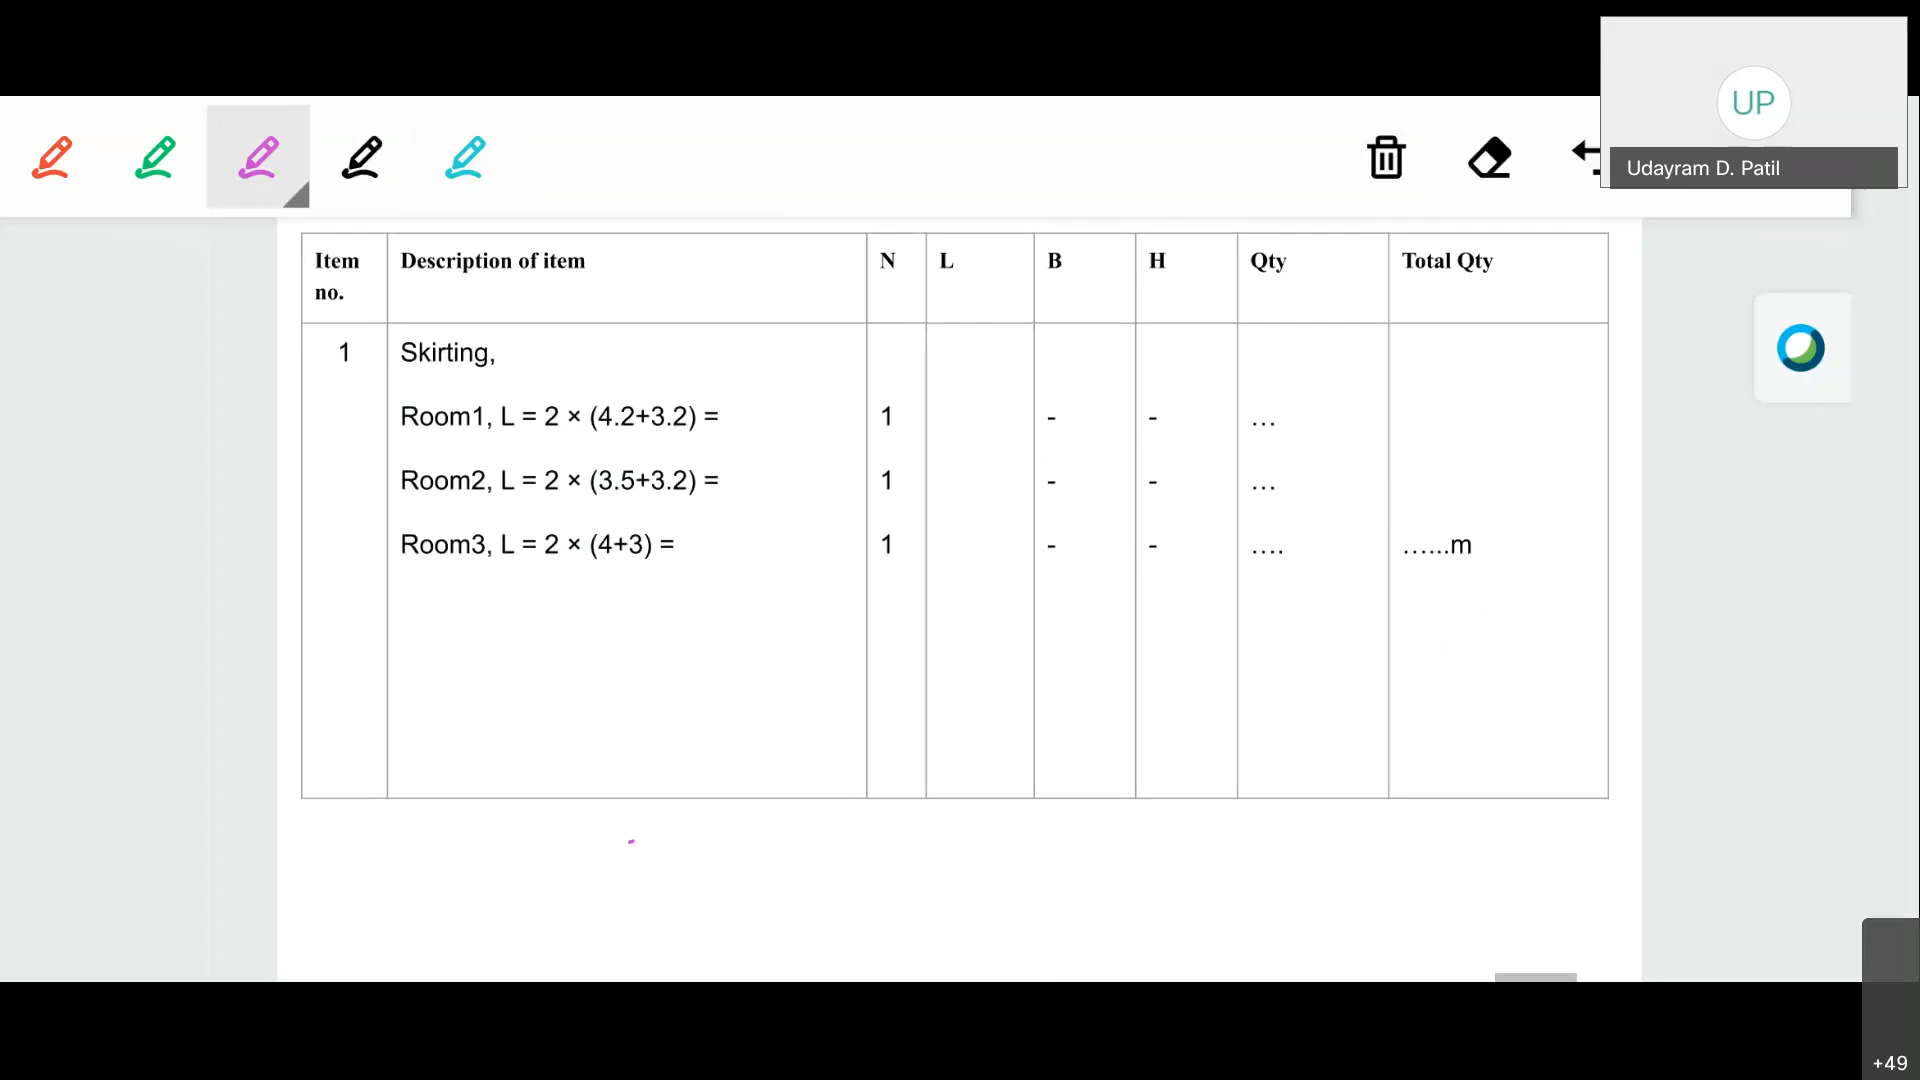 UP
Udayram D. Patil
Item no. Description of item N L B H Qty Total Qty
1 Skirting,
Room1, L = 2 × (4.2+3.2) = 1 - - …
Room2, L = 2 × (3.5+3.2) = 1 - - …
Room3, L = 2 × (4+3) = 1 - - …. …...m
+49